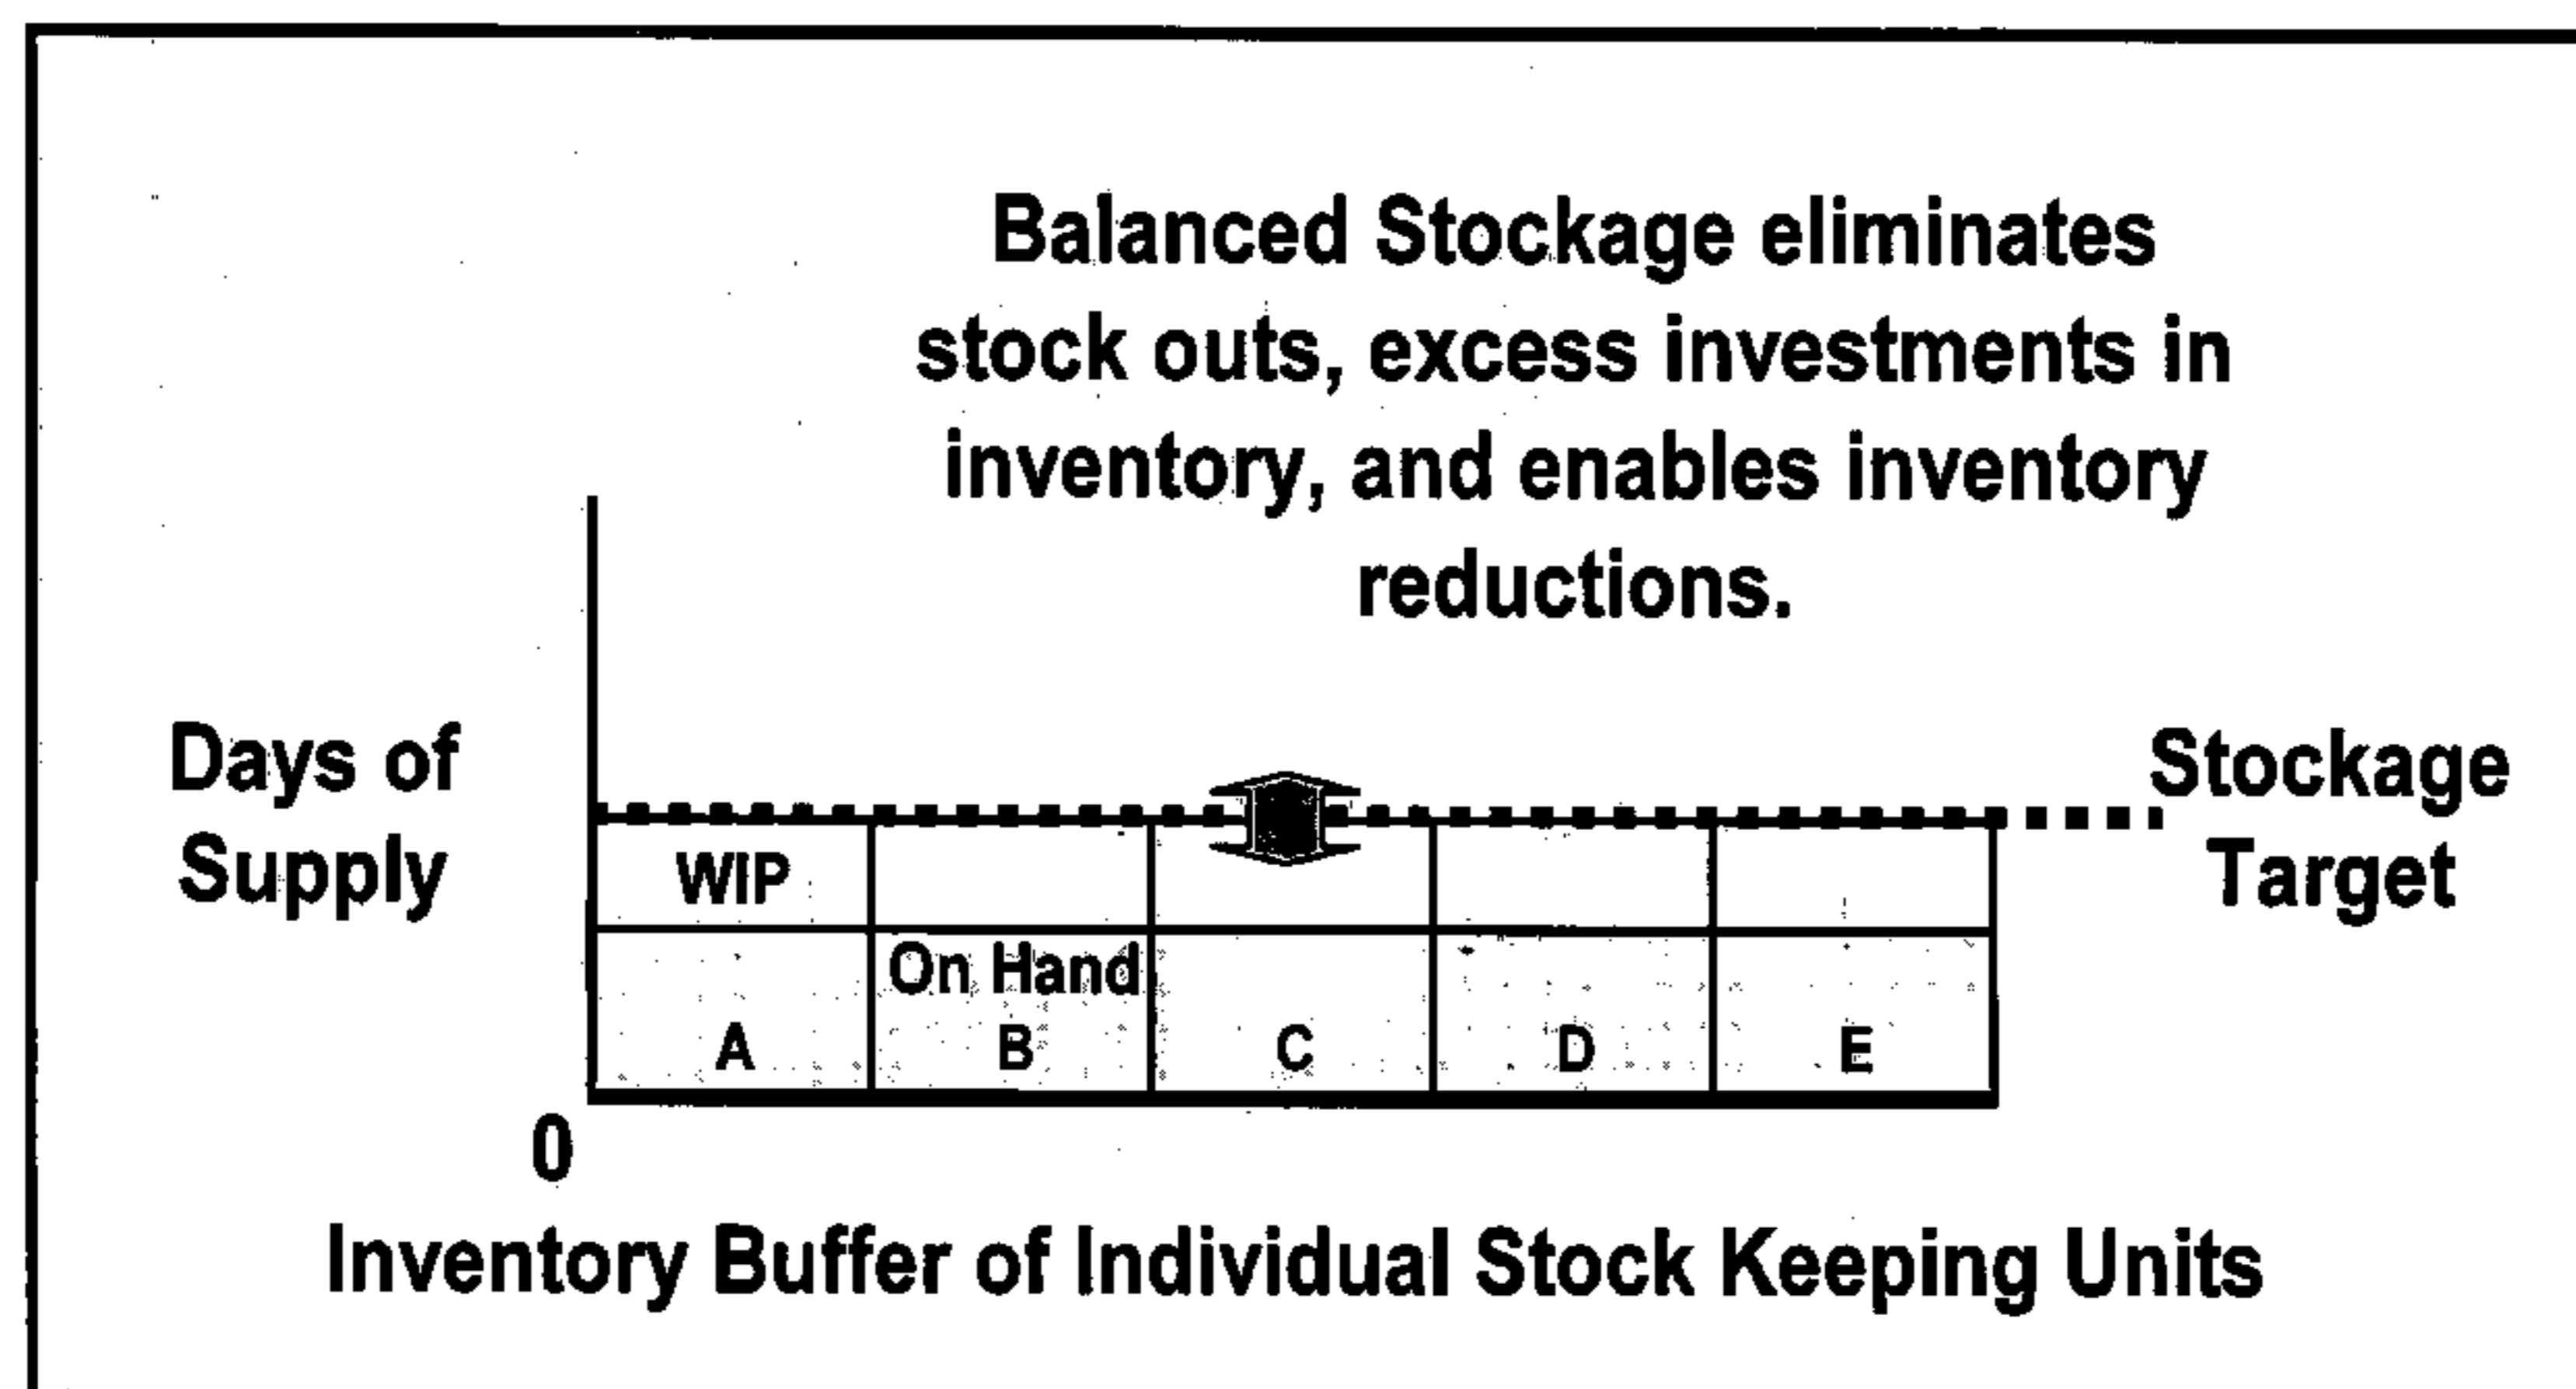 Balanced Stockage eliminates
stock outs, excess investments in
inventory, and enables inventory
reductions.
Days of
Supply
Stockage
Target
WIP
On Hand
A
B
C
D
E
0
Inventory Buffer of Individual Stock Keeping Units